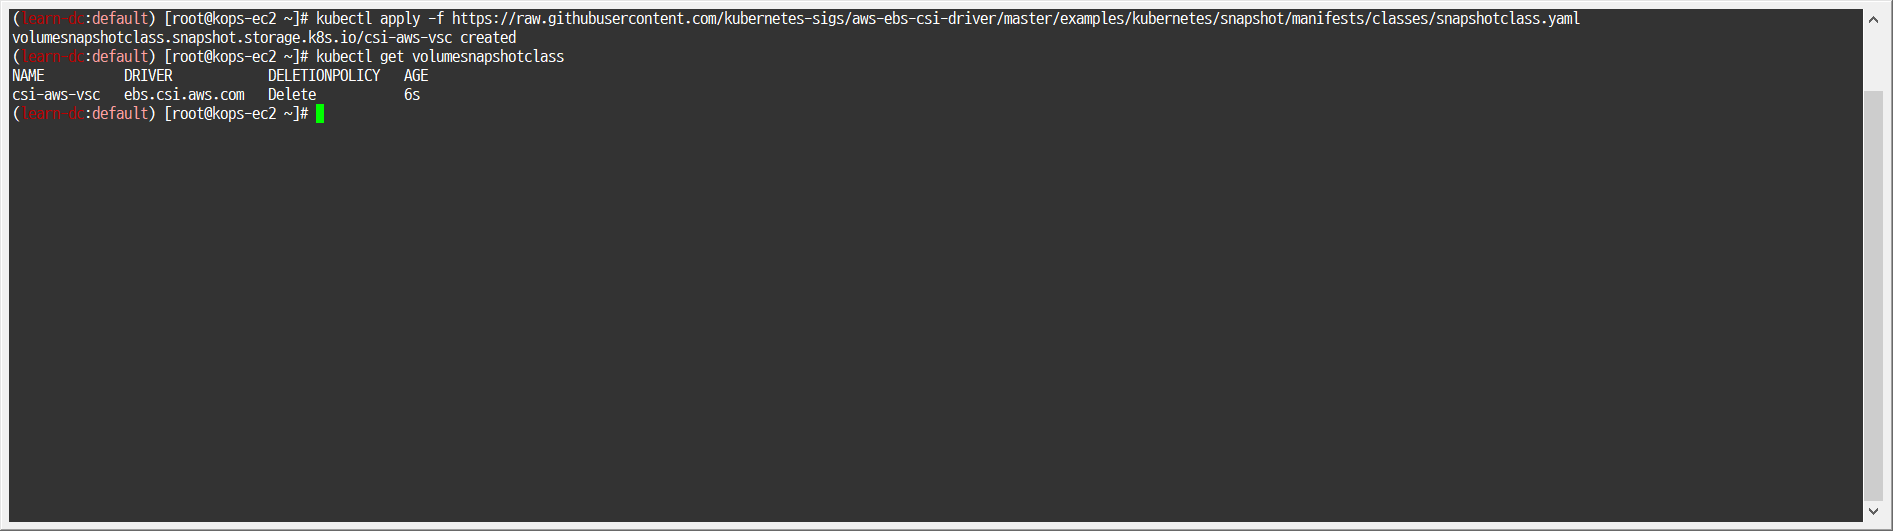 (learn-dc:default) [root@kops-ec2 ~]# kubectl apply -f https://raw.githubusercontent.com/kubernetes-sigs/aws-ebs-csi-driver/master/examples/kubernetes/snapshot/manifests/classes/snapshotclass.yaml
volumesnapshotclass.snapshot.storage.k8s.io/csi-aws-vsc created
(learn-dc:default) [root@kops-ec2 ~]# kubectl get volumesnapshotclass
NAME          DRIVER            DELETIONPOLICY   AGE
csi-aws-vsc   ebs.csi.aws.com   Delete           6s
(learn-dc:default) [root@kops-ec2 ~]#